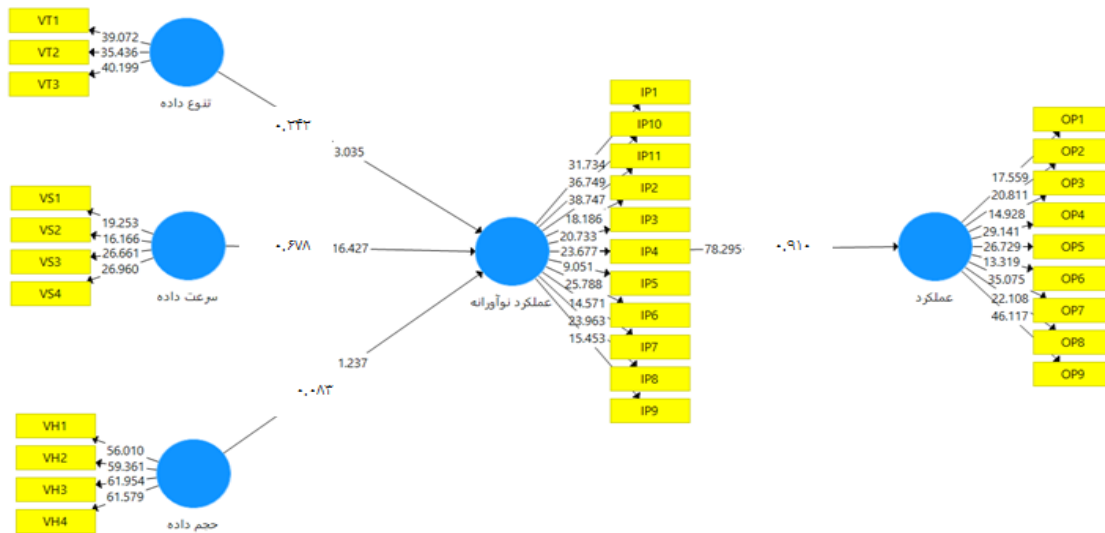 VT1
VT2
VT3
39.072
35.436
40.199
تنوع داده
۰,۲۴۲
3.035
VS1
VS2
VS3
VS4
19.253
16.166
26.661
26.960
سرعت داده
۰,۶۷۸
16.427
VH1
VH2
VH3
VH4
56.010
59.361
61.954
61.579
حجم داده
1.237
۰,۰۸۳
عملکرد نوآورانه
31.734
36.749
38.747
18.186
20.733
23.677
9.051
25.788
14.571
23.963
15.453
IP1
IP10
IP11
IP2
IP3
IP4
IP5
IP6
IP7
IP8
IP9
78.295
۰,۹۱۰
عملکرد
17.559
20.811
14.928
29.141
26.729
13.319
35.075
22.108
46.117
OP1
OP2
OP3
OP4
OP5
OP6
OP7
OP8
OP9